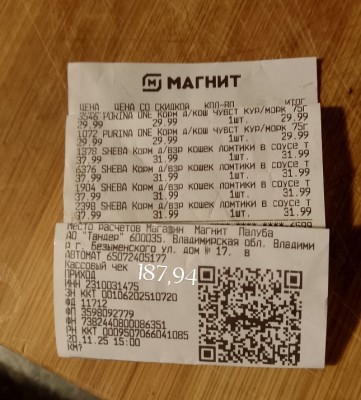 МАГНИТ
ЦЕНА ЦЕНА СО СКИДКОЙ КОЛ-ВО ИТОГ
3546 PURINA ONE Корм д/кош ЧУВСТ КУР/МОРК 75г
29.99 1шт. 29.99
1072 PURINA ONE Корм д/кош ЧУВСТ КУР/МОРК 75г
29.99 1шт. 29.99
1378 SHEBA Корм д/взр кошек ломтики в соусе т
37.99 31.99 1шт. 31.99
6376 SHEBA Корм д/взр кошек ломтики в соусе т
37.99 31.99 1шт. 31.99
1904 SHEBA Корм д/взр кошек ломтики в соусе т
37.99 31.99 1шт. 31.99
2398 SHEBA Корм д/взр кошек ломтики в соусе т
37.99 31.99 1шт. 31.99
Место расчетов Магазин Магнит Палуба
АО "Тандер" 600035, Владимирская обл, Владими
р г, Безыменского ул, дом № 17, в
АВТОМАТ 65072405177
Кассовый чек 187,94
ПРИХОД
ИНН 2310031475
ЗН ККТ 00106202510720
ФД 11712
ФП 3598092779
ФН 7382440800086351
РН ККТ 0009507066041085
20.11.25 15:00